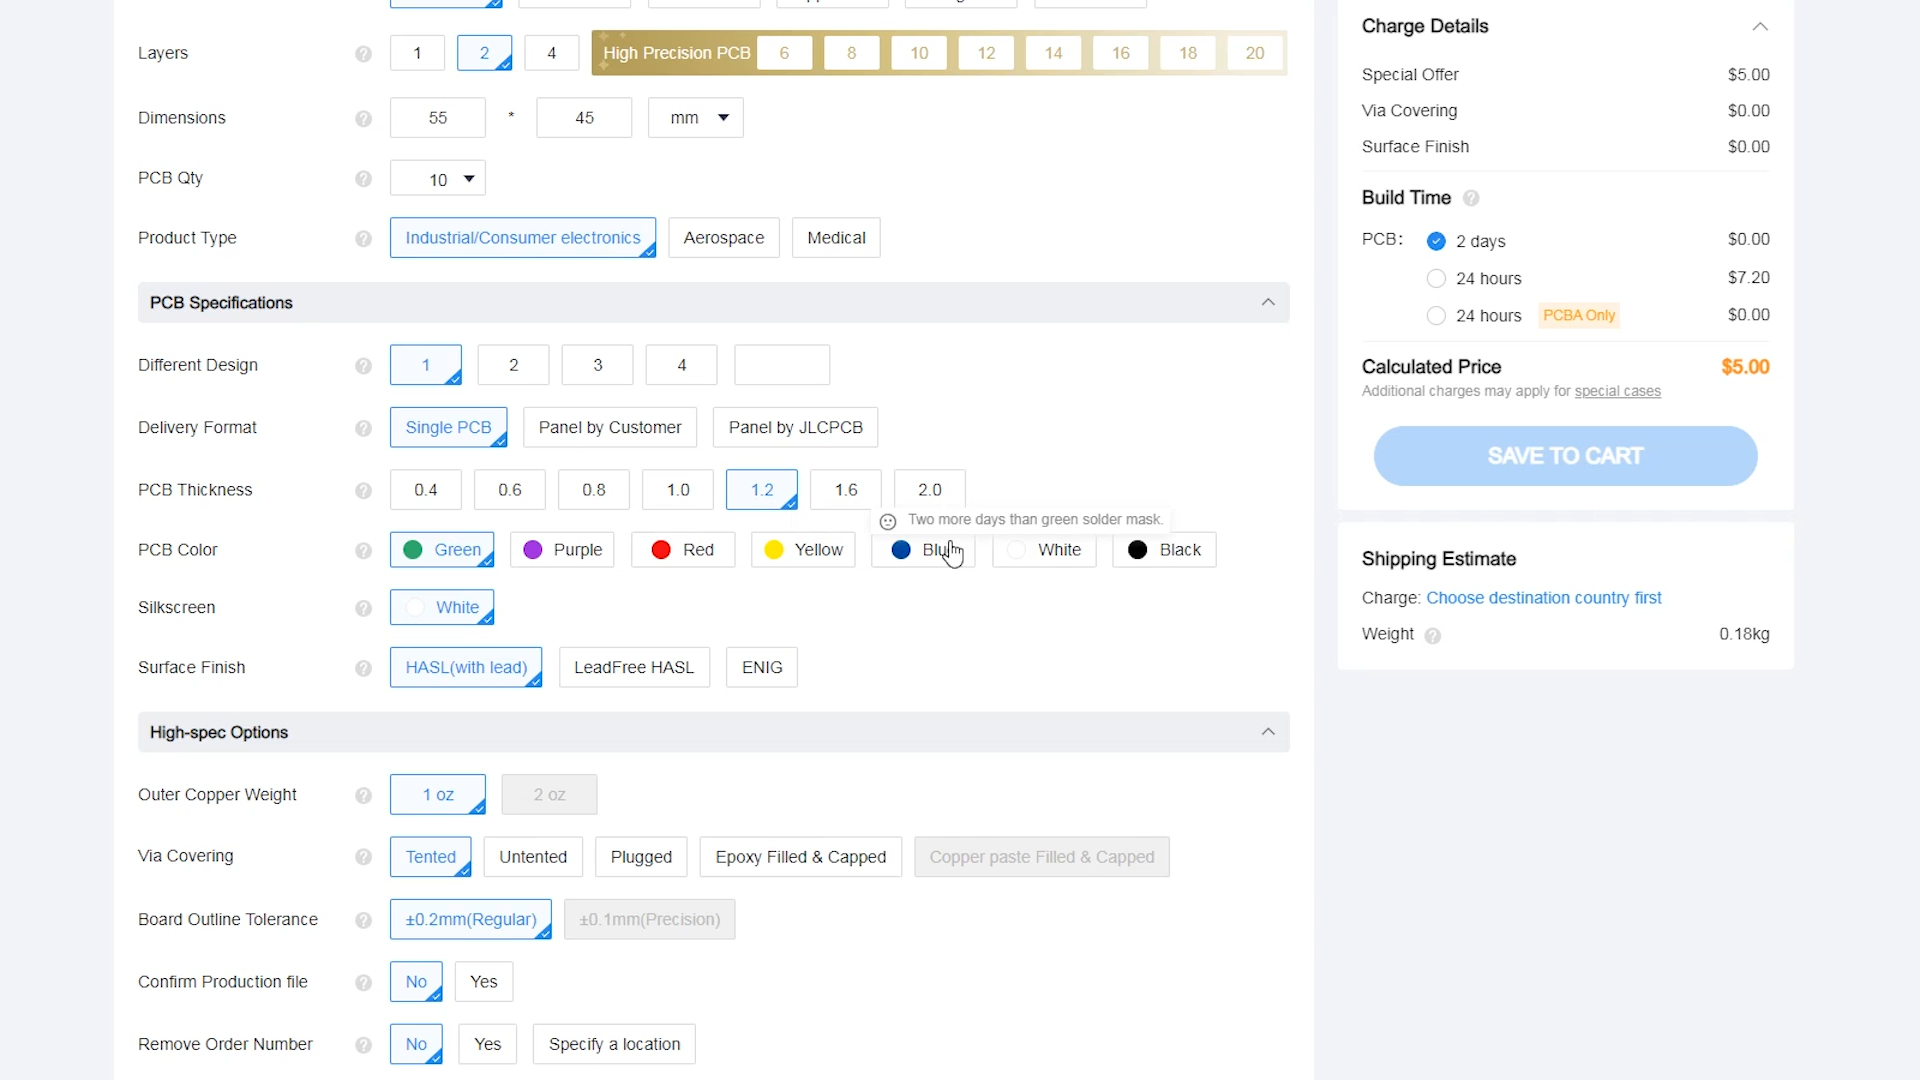 Layers 1 2 4 High Precision PCB 6 8 10 12 14 16 18 20
Dimensions 55 * 45 mm
PCB Qty 10
Product Type Industrial/Consumer electronics Aerospace Medical
PCB Specifications
Different Design 1 2 3 4
Delivery Format Single PCB Panel by Customer Panel by JLCPCB
PCB Thickness 0.4 0.6 0.8 1.0 1.2 1.6 2.0
Two more days than green solder mask.
PCB Color Green Purple Red Yellow Blue White Black
Silkscreen White
Surface Finish HASL(with lead) LeadFree HASL ENIG
High-spec Options
Outer Copper Weight 1 oz 2 oz
Via Covering Tented Untented Plugged Epoxy Filled & Capped Copper paste Filled & Capped
Board Outline Tolerance ±0.2mm(Regular) ±0.1mm(Precision)
Confirm Production file No Yes
Remove Order Number No Yes Specify a location
Charge Details
Special Offer $5.00
Via Covering $0.00
Surface Finish $0.00
Build Time
PCB: 2 days $0.00
24 hours $7.20
24 hours PCBA Only $0.00
Calculated Price $5.00
Additional charges may apply for special cases
SAVE TO CART
Shipping Estimate
Charge: Choose destination country first
Weight 0.18kg